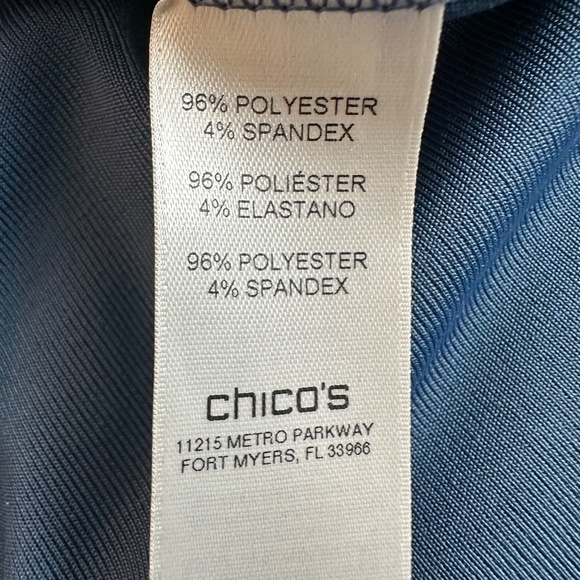 96% POLYESTER
4% SPANDEX
96% POLIÉSTER
4% ELASTANO
96% POLYESTER
4% SPANDEX
chico's
11215 METRO PARKWAY
FORT MYERS, FL 33966